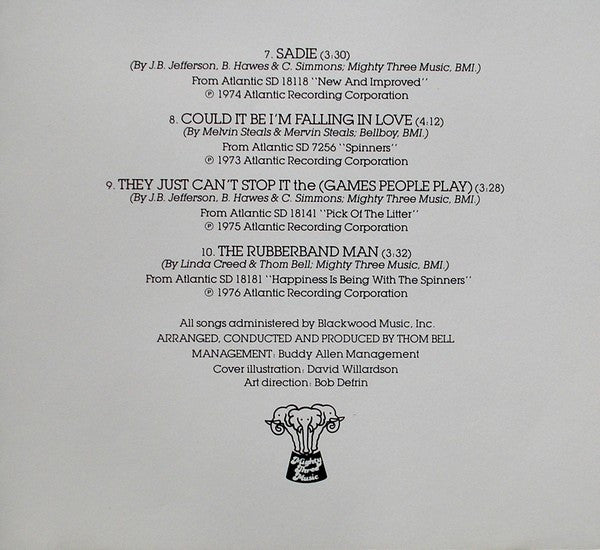 7. SADIE (3:30)
(By J.B. Jefferson, B. Hawes & C. Simmons; Mighty Three Music, BMI.)
From Atlantic SD 18118 "New And Improved"
℗ 1974 Atlantic Recording Corporation
8. COULD IT BE I'M FALLING IN LOVE (4:12)
(By Melvin Steals & Mervin Steals; Bellboy, BMI.)
From Atlantic SD 7256 "Spinners"
℗ 1973 Atlantic Recording Corporation
9. THEY JUST CAN'T STOP IT the (GAMES PEOPLE PLAY) (3:28)
(By J.B. Jefferson, B. Hawes & C. Simmons; Mighty Three Music, BMI.)
From Atlantic SD 18141 "Pick Of The Litter"
℗ 1975 Atlantic Recording Corporation
10. THE RUBBERBAND MAN (3:32)
(By Linda Creed & Thom Bell; Mighty Three Music, BMI.)
From Atlantic SD 18181 "Happiness Is Being With The Spinners"
℗ 1976 Atlantic Recording Corporation
All songs administered by Blackwood Music, Inc.
ARRANGED, CONDUCTED AND PRODUCED BY THOM BELL
MANAGEMENT: Buddy Allen Management
Cover illustration: David Willardson
Art direction: Bob Defrin
Mighty
Three
Music